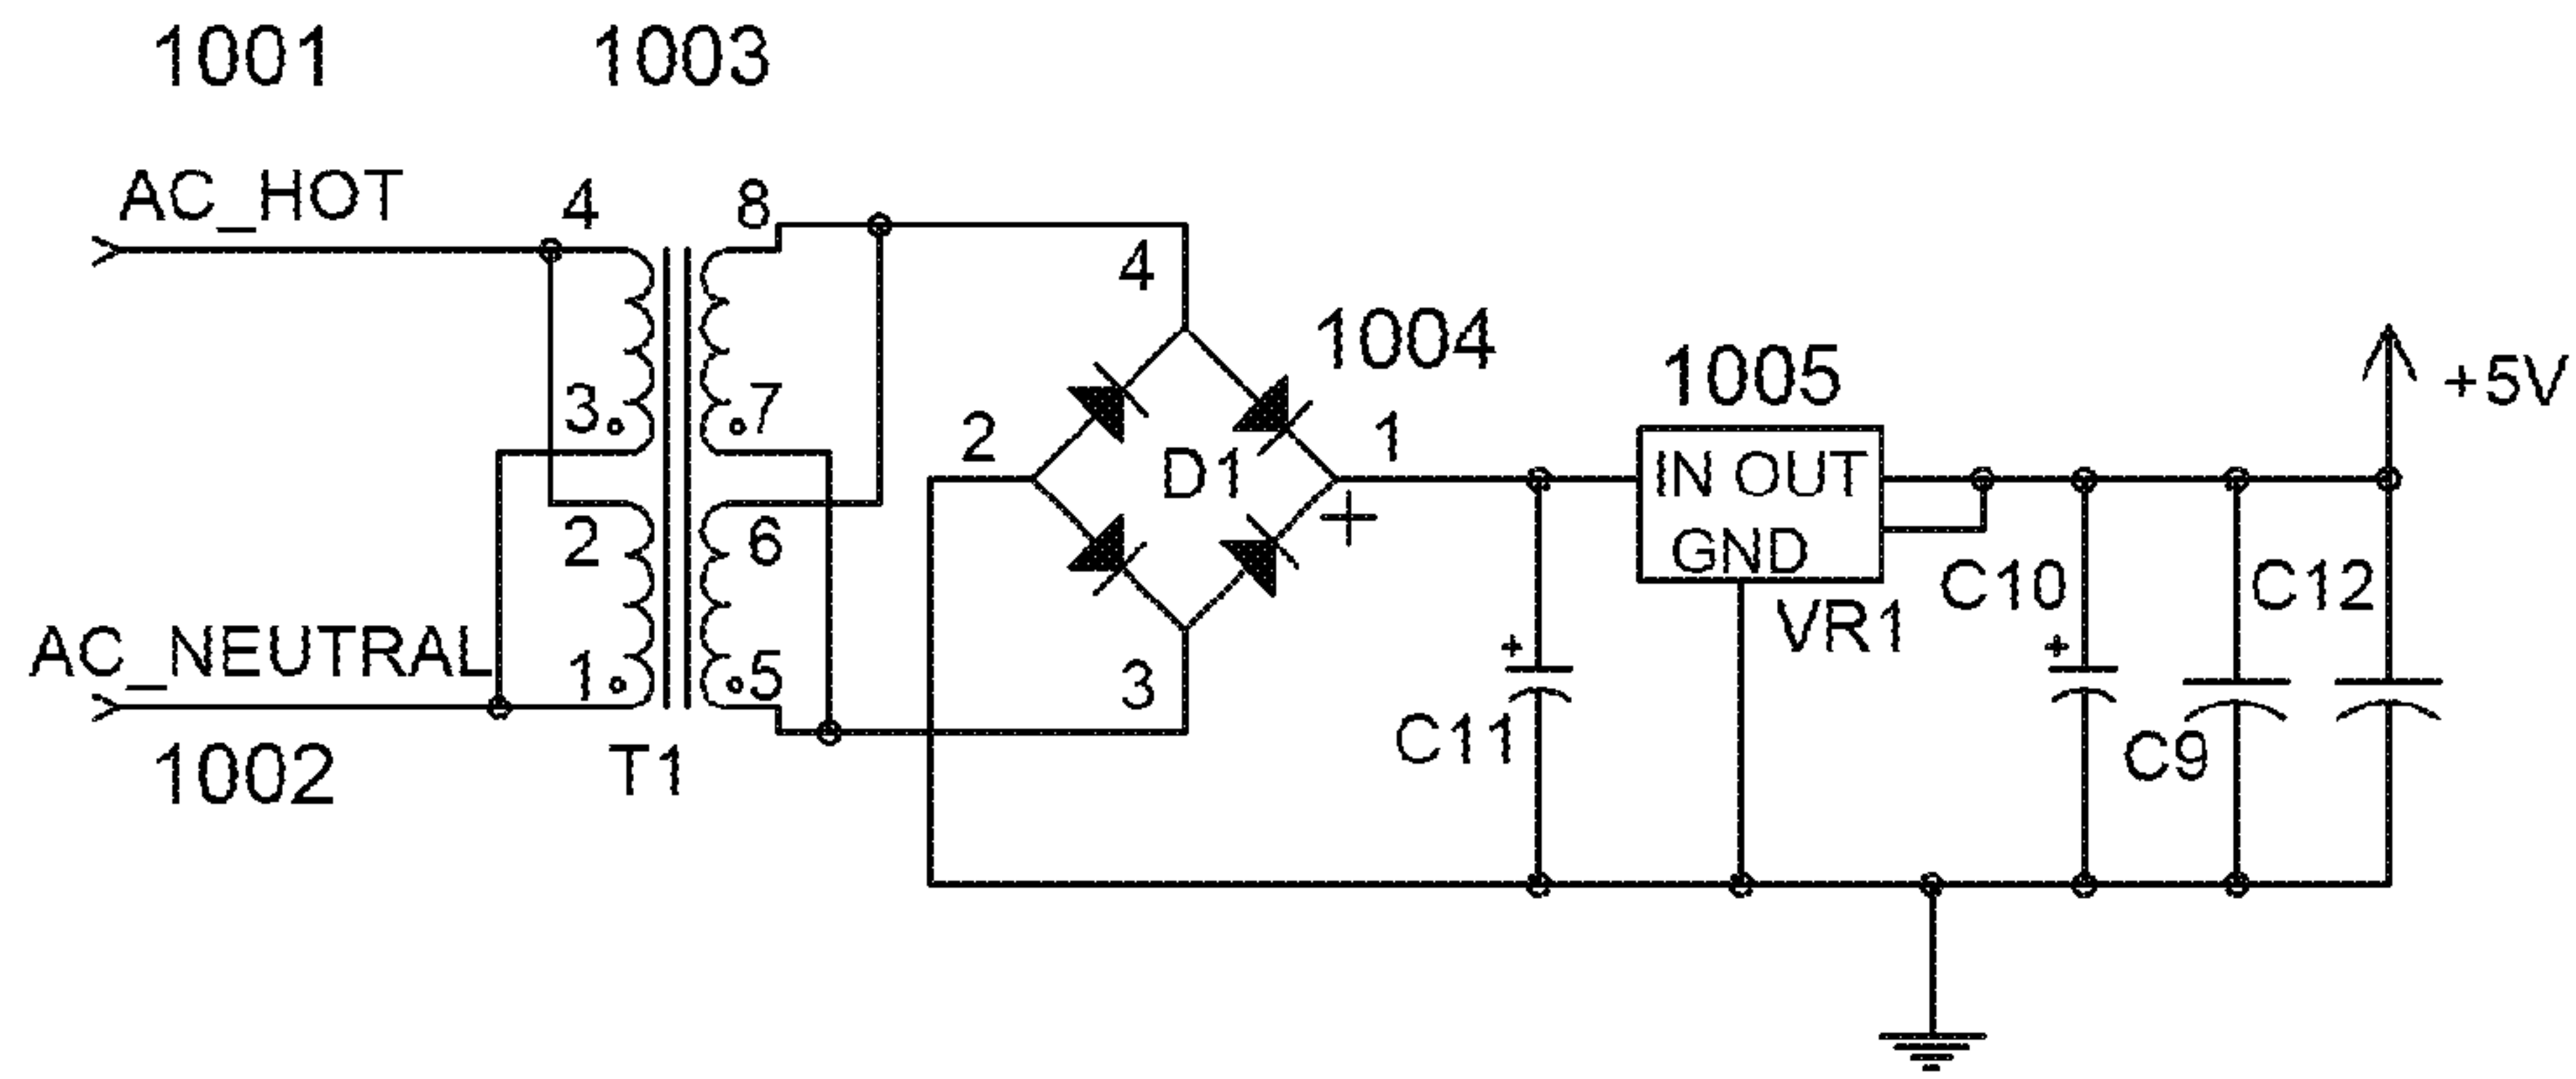 1001
1003
AC_HOT
4
8
4
1004
1005
+5V
3
7
2
D1
1
+
IN OUT
GND
2
6
C10
C12
AC_NEUTRAL
1
5
3
VR1
+
+
C11
C9
1002
T1